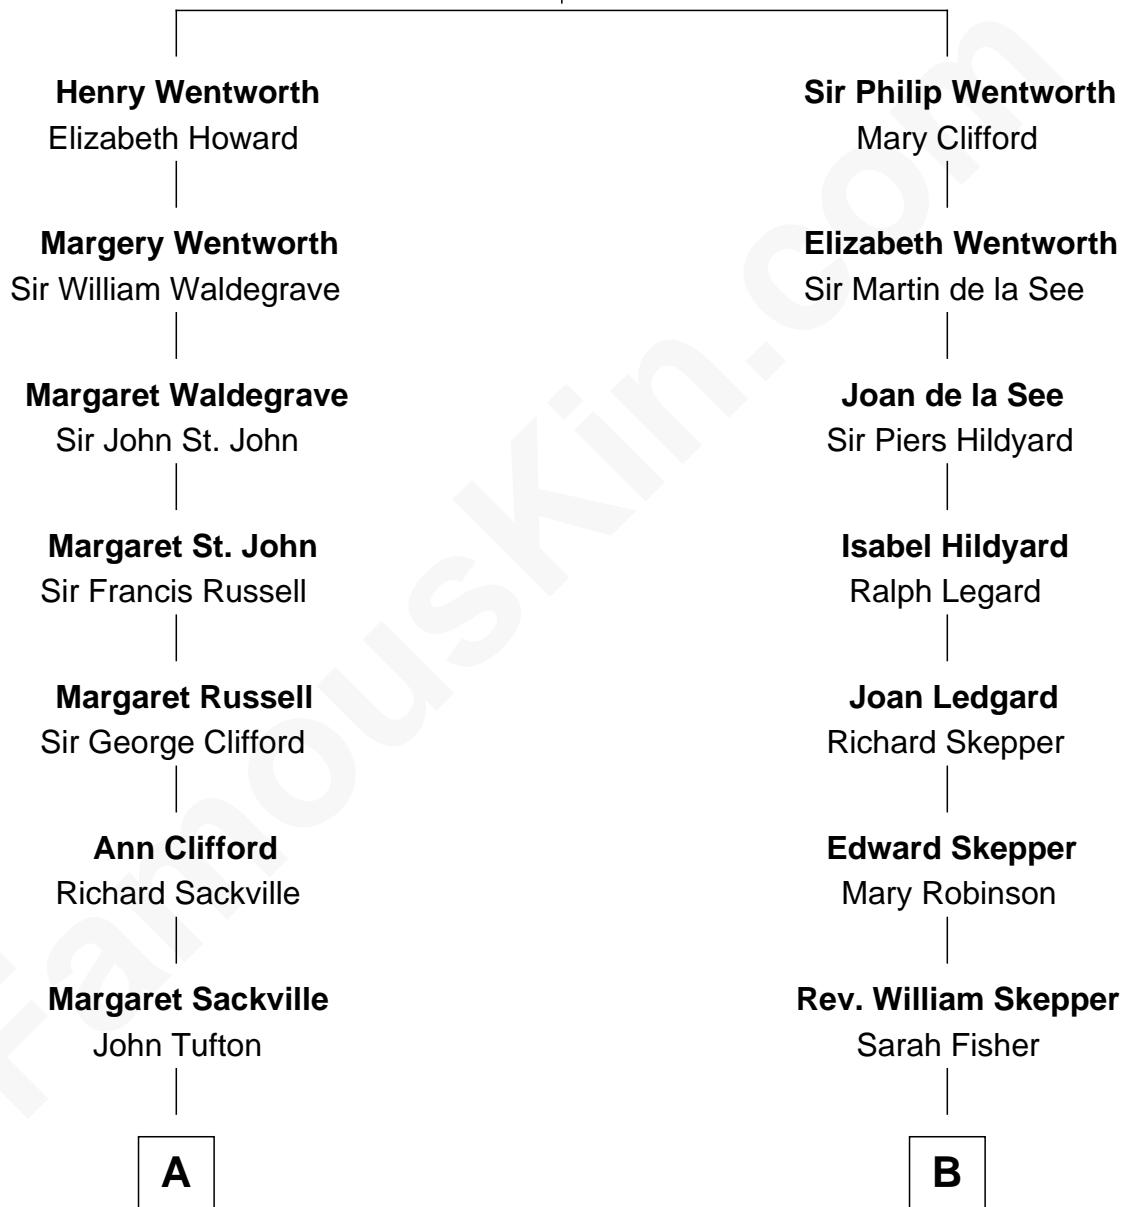 Henry Wentworth
Elizabeth Howard
Margery Wentworth
Sir William Waldegrave
Margaret Waldegrave
Sir John St. John
Margaret St. John
Sir Francis Russell
Margaret Russell
Sir George Clifford
Ann Clifford
Richard Sackville
Margaret Sackville
John Tufton
A
Sir Philip Wentworth
Mary Clifford
Elizabeth Wentworth
Sir Martin de la See
Joan de la See
Sir Piers Hildyard
Isabel Hildyard
Ralph Legard
Joan Ledgard
Richard Skepper
Edward Skepper
Mary Robinson
Rev. William Skepper
Sarah Fisher
B
FamousKin.com